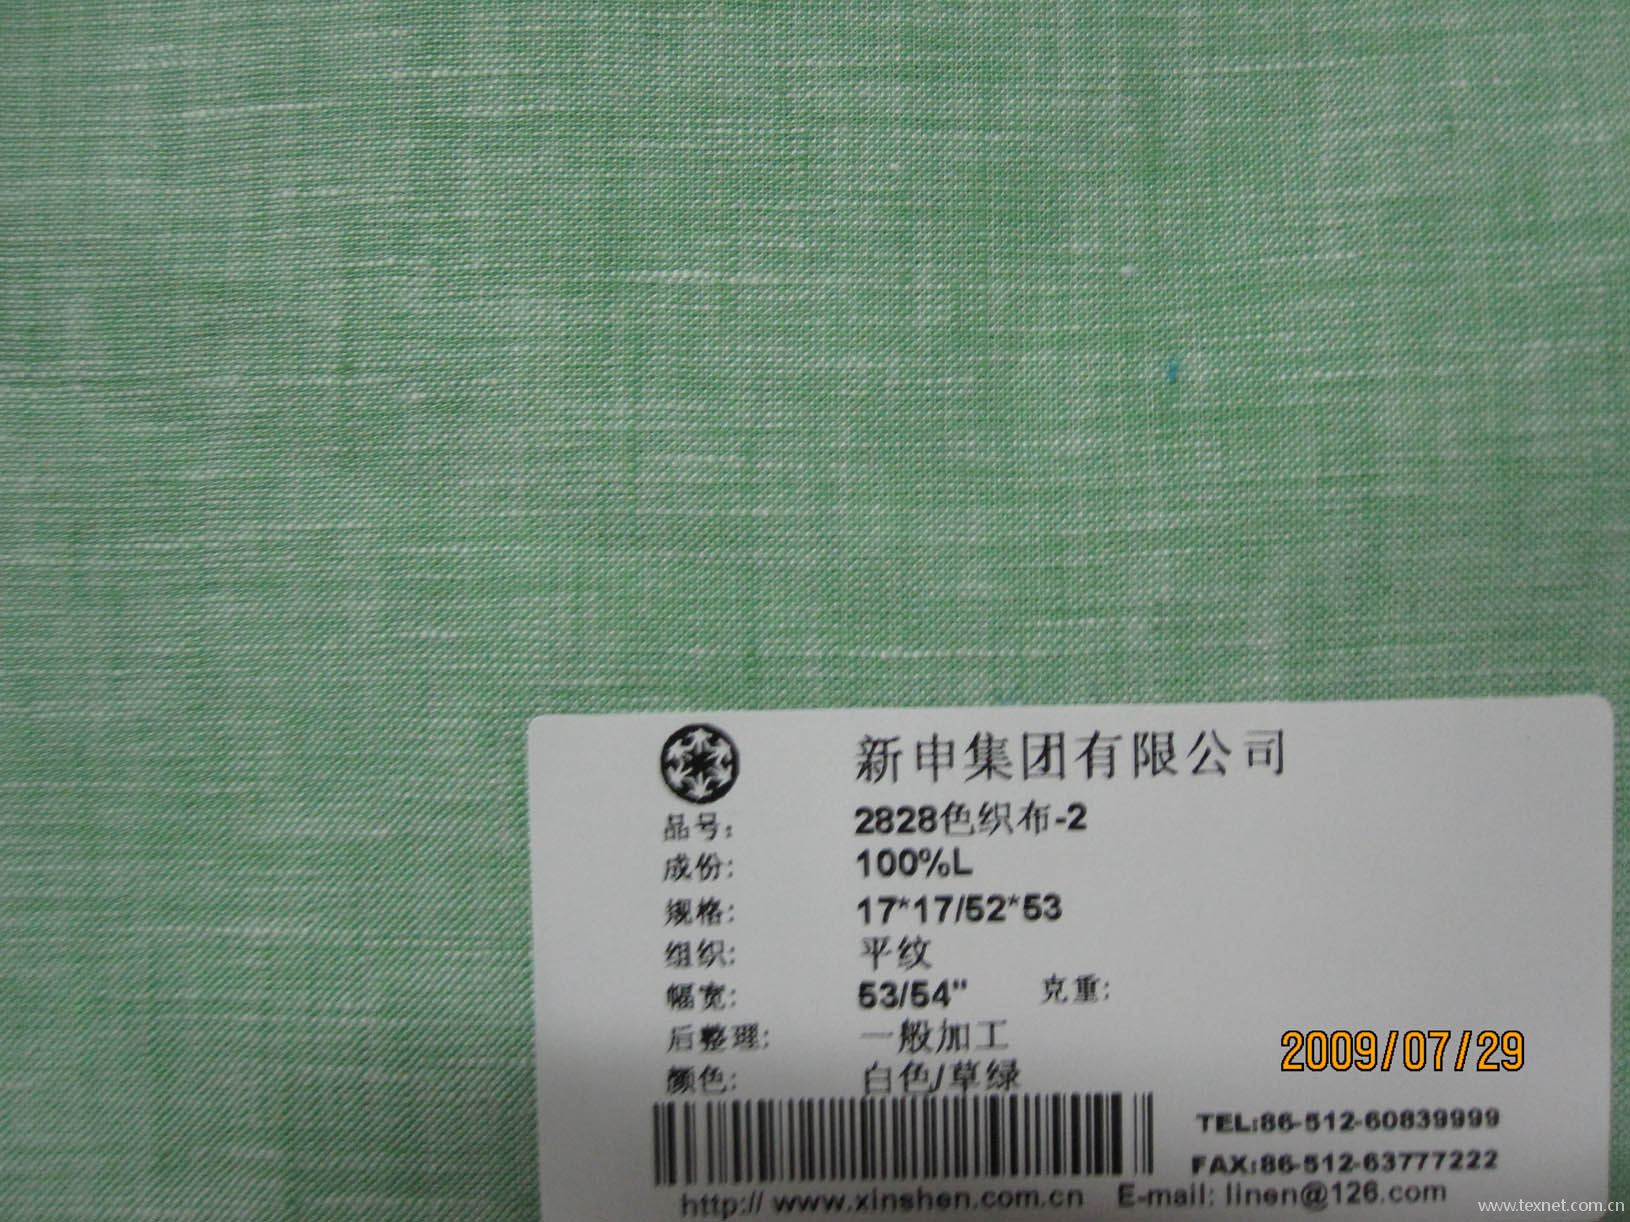 新申集团有限公司
品号: 2828色织布-2
成份: 100%L
规格: 17*17/52*53
组织: 平纹
幅宽: 53/54" 克重:
后整理: 一般加工
颜色: 白色/草绿
2009/07/29
TEL:86-512-60839999
FAX:86-512-63777222
http:// www.xinshen.com.cn E-mail: linen@126.com
www.texnet.com.cn